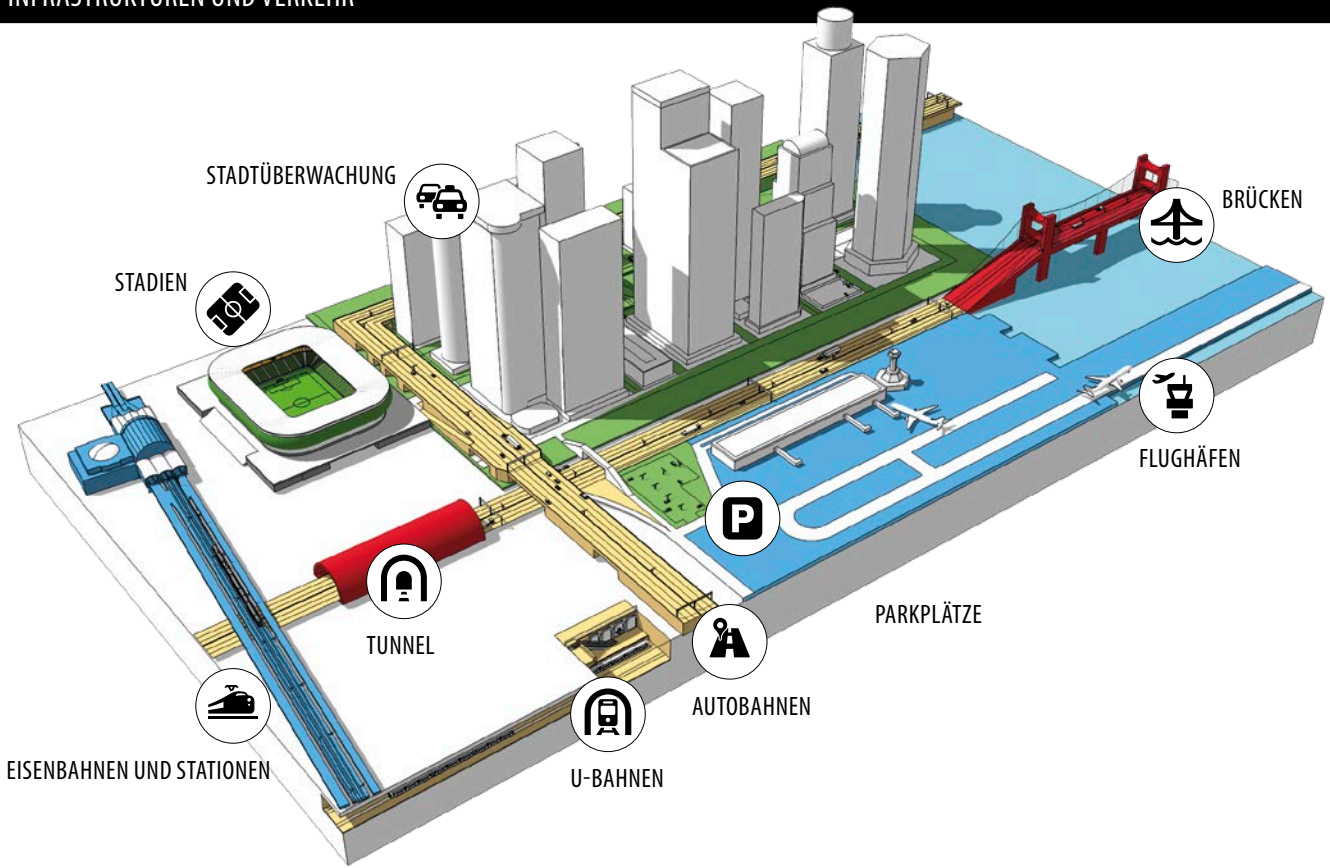 INFRASTRUKTUREN UND VERKEHR
STADTÜBERWACHUNG
BRÜCKEN
STADIEN
FLUGHÄFEN
P
PARKPLÄTZE
TUNNEL
AUTOBAHNEN
EISENBAHNEN UND STATIONEN
U-BAHNEN